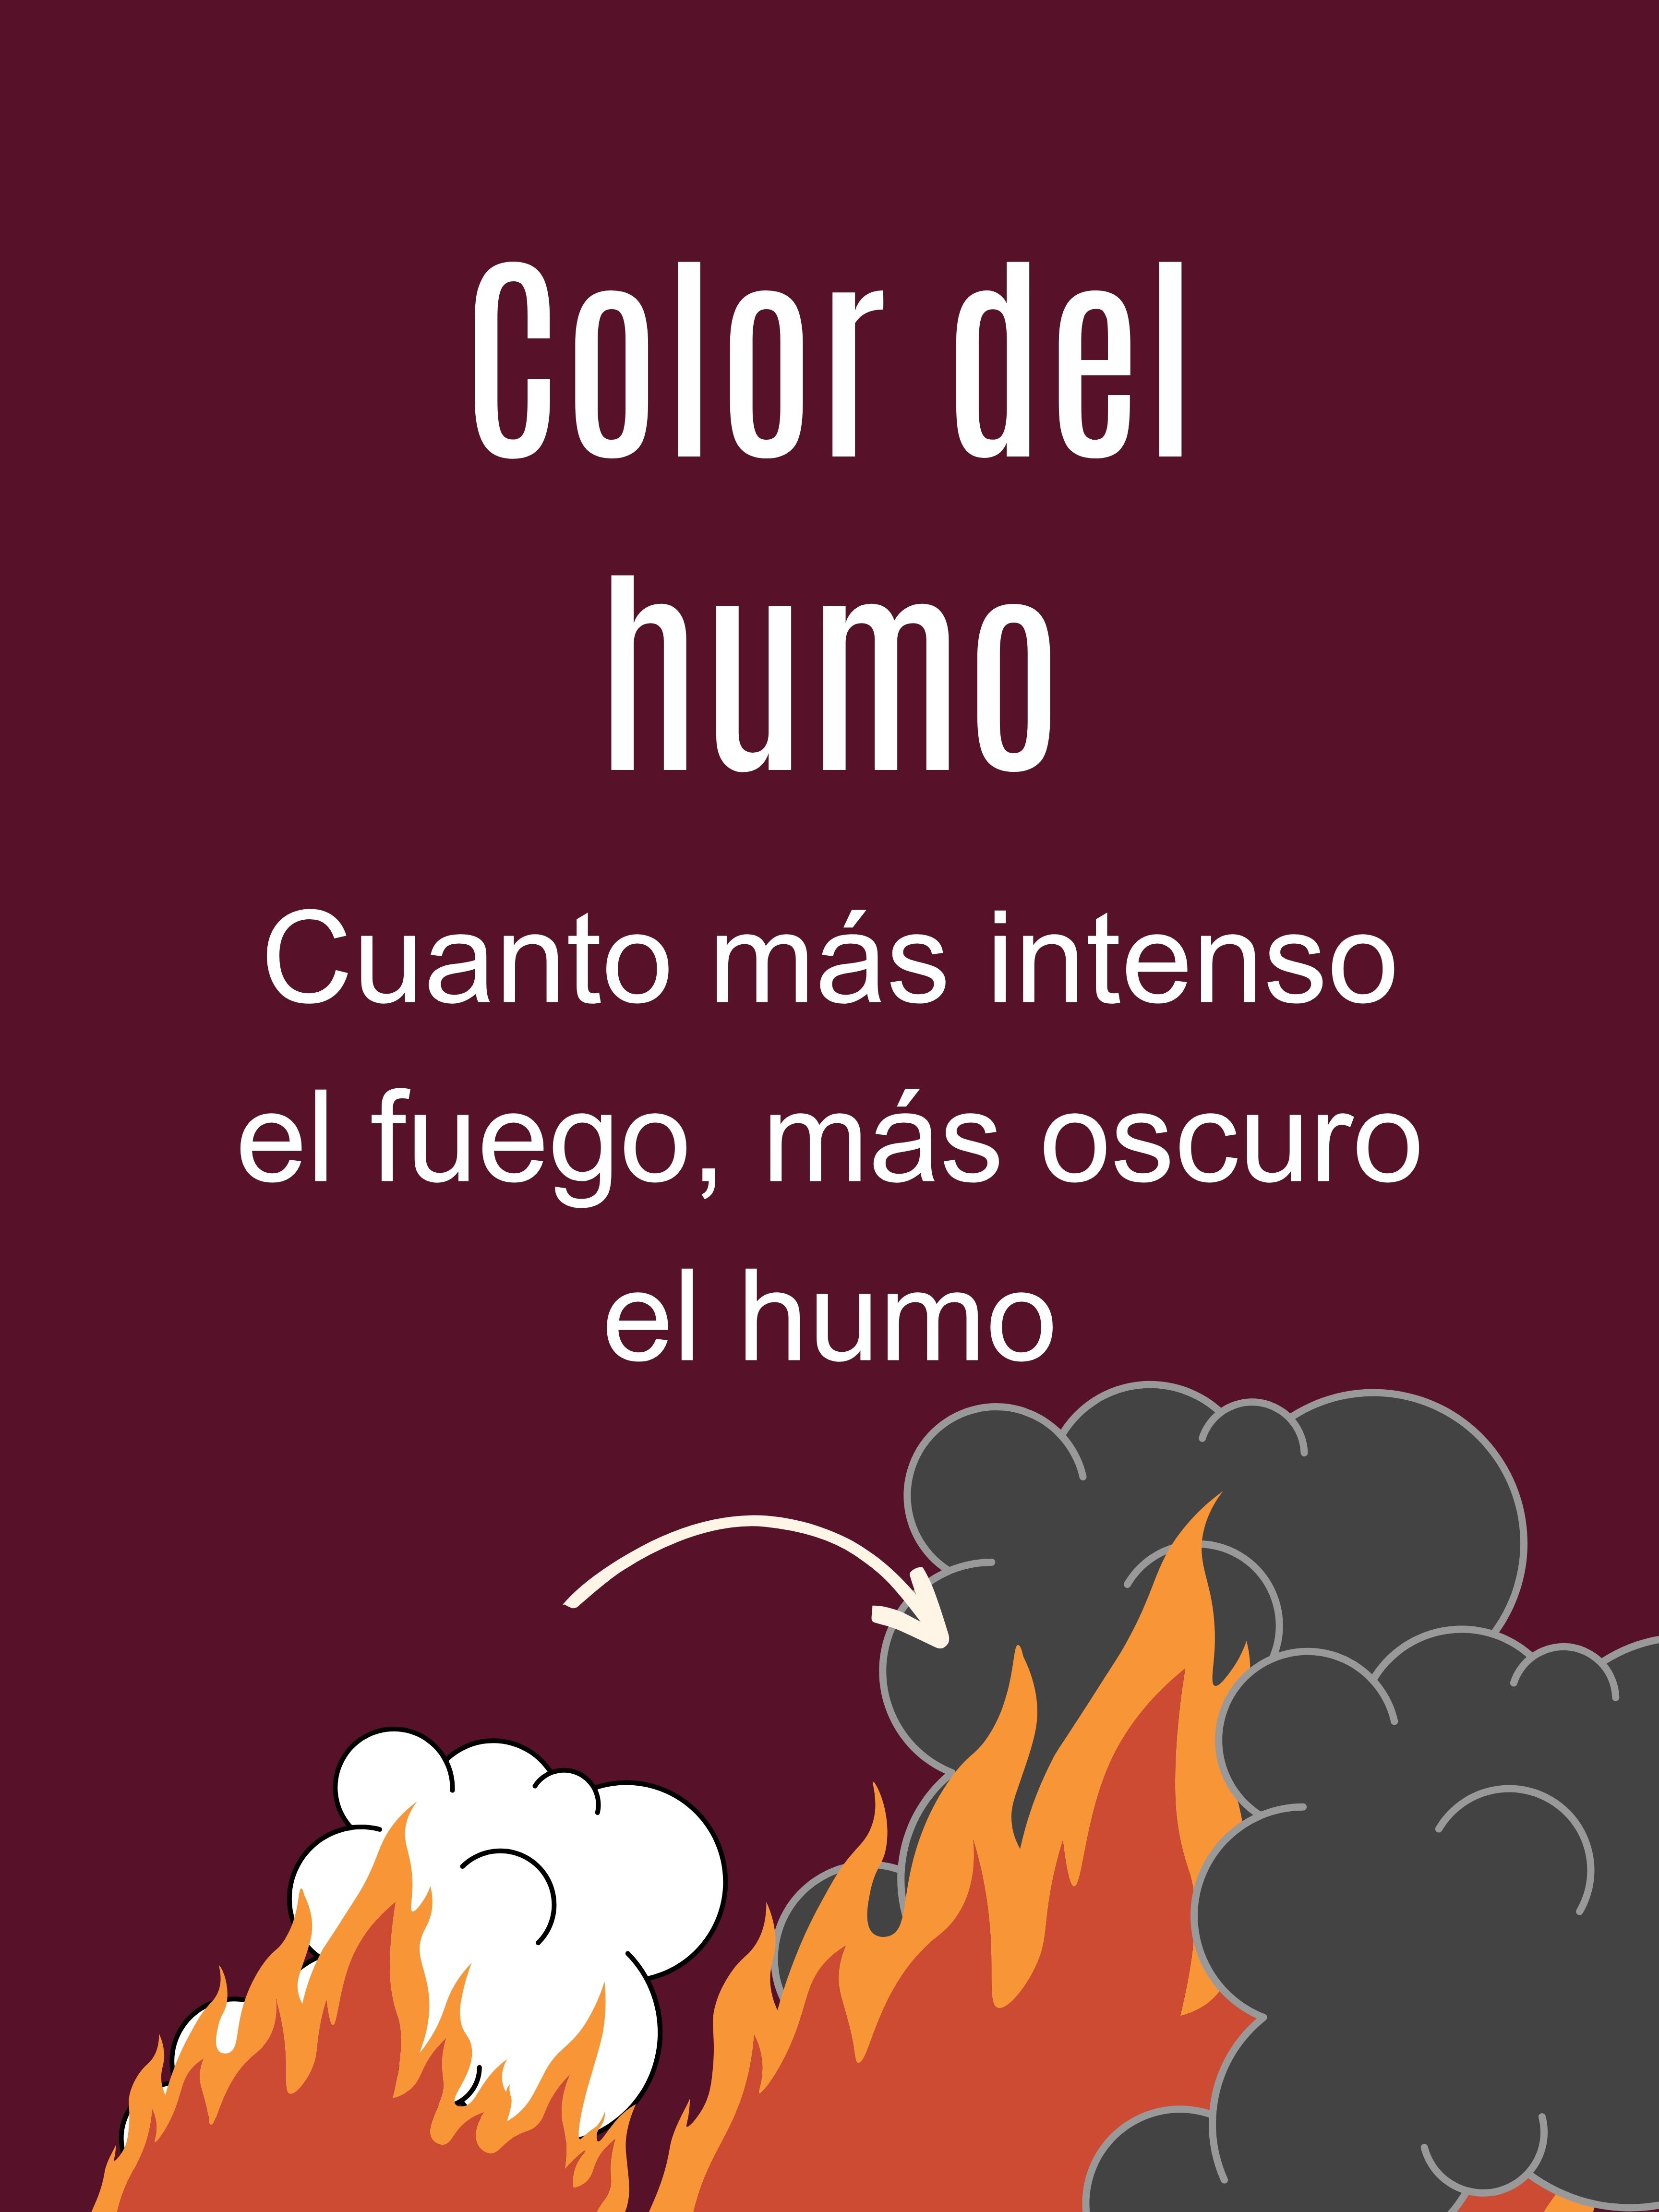 Color del
humo
Cuanto más intenso
el fuego, más oscuro
el humo